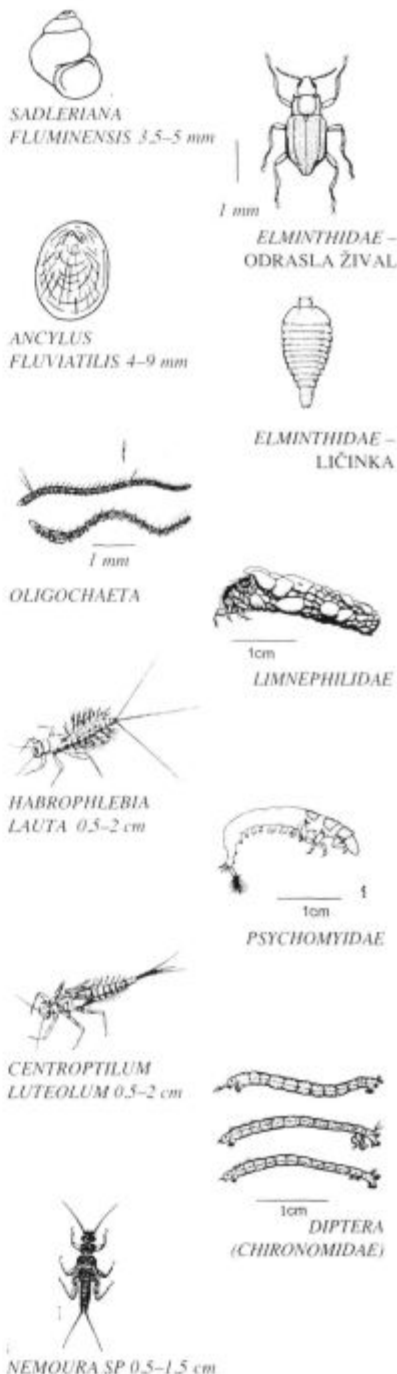 SADLERIANA
FLUMINENSIS 3,5–5 mm
1 mm
ELMINTHIDAE –
ODRASLA ŽIVAL
ANCYLUS
FLUVIATILIS 4–9 mm
ELMINTHIDAE –
LIČINKA
1 mm
OLIGOCHAETA
1cm
LIMNEPHILIDAE
HABROPHLEBIA
LAUTA 0,5–2 cm
1cm
PSYCHOMYIDAE
CENTROPTILUM
LUTEOLUM 0,5–2 cm
1cm
DIPTERA
(CHIRONOMIDAE)
NEMOURA SP 0,5–1,5 cm